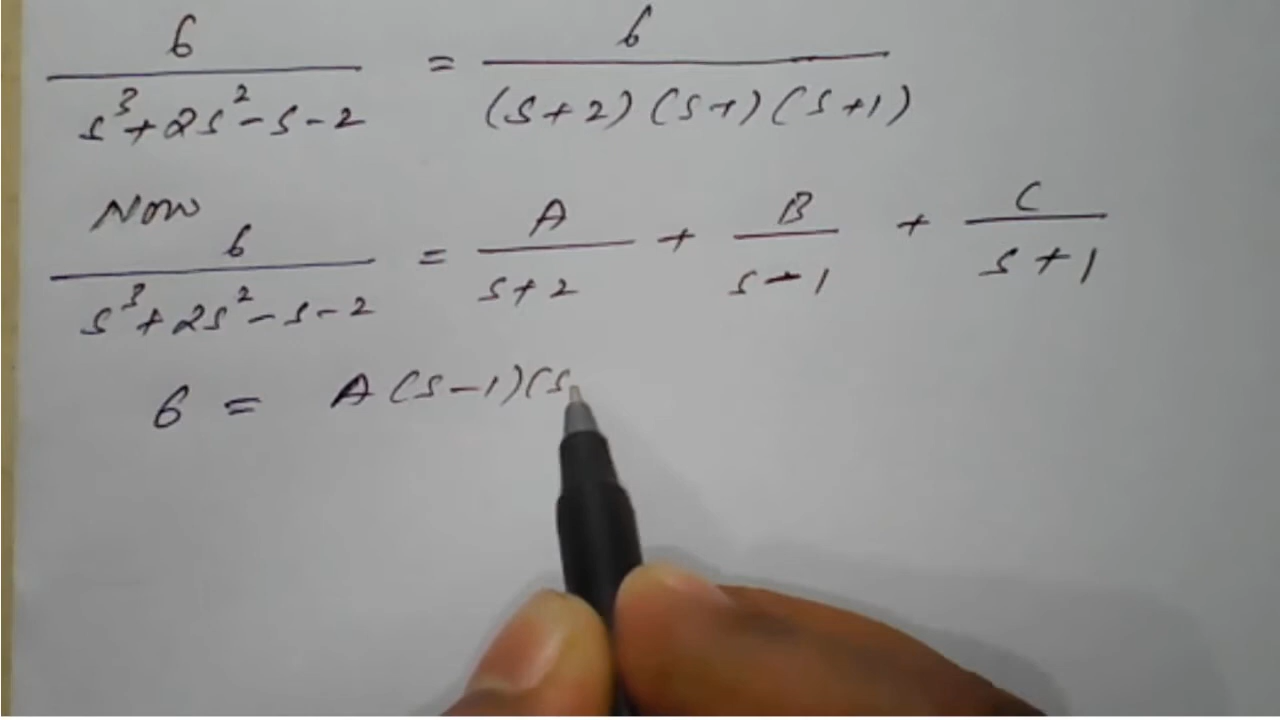 6 / (s³ + 2s² - s - 2) = 6 / ((s + 2) (s-1) (s + 1))
Now
6 / (s³ + 2s² - s - 2) = A / (s + 2) + B / (s - 1) + C / (s + 1)
6 = A (s - 1) (s